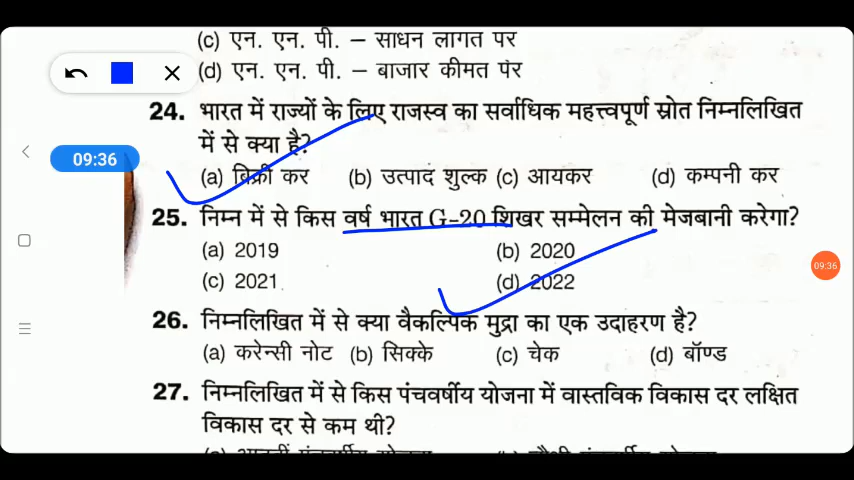 (c) एन. एन. पी. – साधन लागत पर
(d) एन. एन. पी. – बाजार कीमत पर
24. भारत में राज्यों के लिए राजस्व का सर्वाधिक महत्त्वपूर्ण स्रोत निम्नलिखित
में से क्या है?
09:36
(a) बिक्री कर (b) उत्पाद शुल्क (c) आयकर (d) कम्पनी कर
25. निम्न में से किस वर्ष भारत G-20 शिखर सम्मेलन की मेजबानी करेगा?
(a) 2019 (b) 2020
09:36
(c) 2021 (d) 2022
26. निम्नलिखित में से क्या वैकल्पिक मुद्रा का एक उदाहरण है?
(a) करेन्सी नोट (b) सिक्के (c) चेक (d) बॉण्ड
27. निम्नलिखित में से किस पंचवर्षीय योजना में वास्तविक विकास दर लक्षित
विकास दर से कम थी?